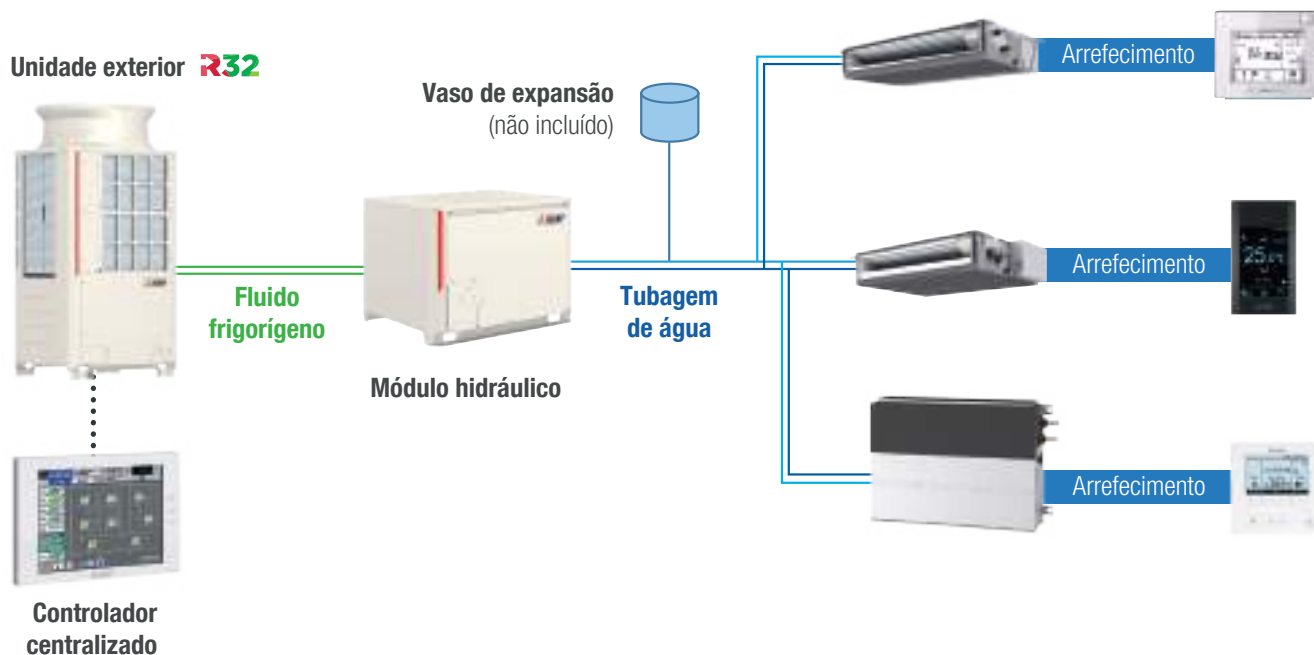 Unidade exterior R32
Vaso de expansão
(não incluído)
Arrefecimento
Fluido
frigorígeno
Tubagem
de água
Módulo hidráulico
Arrefecimento
25
Arrefecimento
Controlador
centralizado